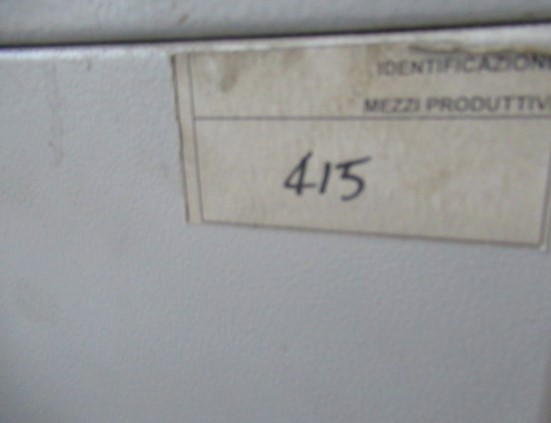 IDENTIFICAZIONE
MEZZI PRODUTTIVI
415